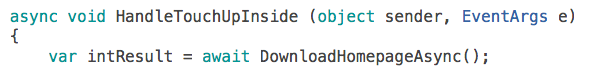 async void HandleTouchUpInside (object sender, EventArgs e)
{
    var intResult = await DownloadHomepageAsync();